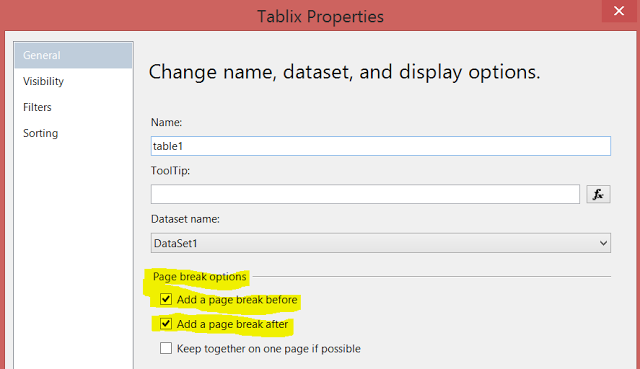 Tablix Properties
General
Visibility
Filters
Sorting
Change name, dataset, and display options.
Name:
table1
ToolTip:
fx
Dataset name:
DataSet1
Page break options
Add a page break before
Add a page break after
Keep together on one page if possible